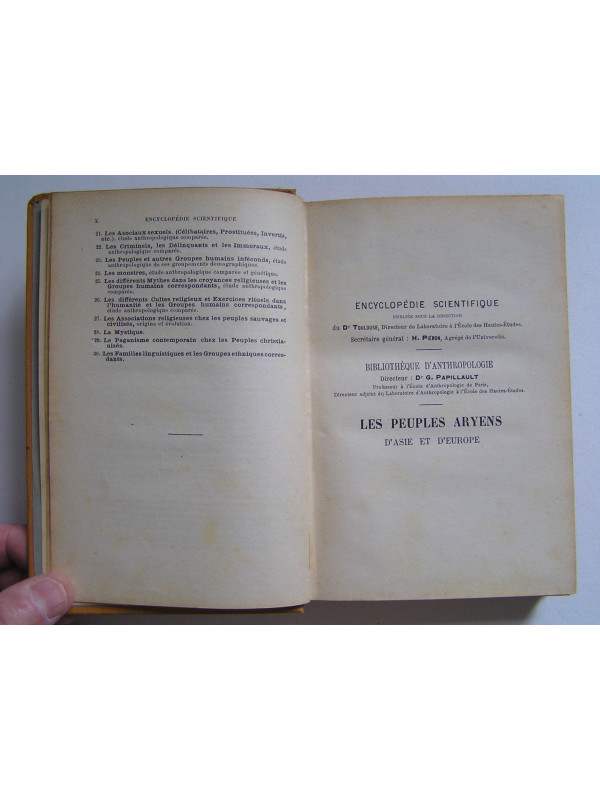 X
ENCYCLOPÉDIE SCIENTIFIQUE
21. Les Asociaux sexuels. (Célibataires, Prostituées, Invertis,
etc.). étude anthropologique comparée.
22. Les Criminels, les Délinquants et les Immoraux, étude
anthropologique comparée.
23. Les Peuples et autres Groupes humains inféconds, étude
anthropologique de ces groupements démographiques.
24. Les monstres, étude anthropologique comparée et génétique.
25. Les différents Mythes dans les croyances religieuses et les
Groupes humains correspondants, étude anthropologique
comparée.
26. Les différents Cultes religieux et Exercices rituels dans
l'humanité et les Groupes humains correspondants,
étude anthropologique comparée.
27. Les Associations religieuses chez les peuples sauvages et
civilisés, origine et évolution.
28. La Mystique.
29. Le Paganisme contemporain chez les Peuples christia-
nisés.
30. Les Familles linguistiques et les Groupes ethniques corres-
dants.
ENCYCLOPÉDIE SCIENTIFIQUE
PUBLIÉE SOUS LA DIRECTION
du Dr TOULOUSE, Directeur de Laboratoire à l'École des Hautes-Études.
Secrétaire général : H. PIÉRON, Agrégé de l'Université.
BIBLIOTHÈQUE D'ANTHROPOLOGIE
Directeur : Dr G. PAPILLAULT
Professeur à l'École d'Anthropologie de Paris,
Directeur adjoint du Laboratoire d'Anthropologie à l'École des Hautes-Études.
LES PEUPLES ARYENS
D'ASIE ET D'EUROPE